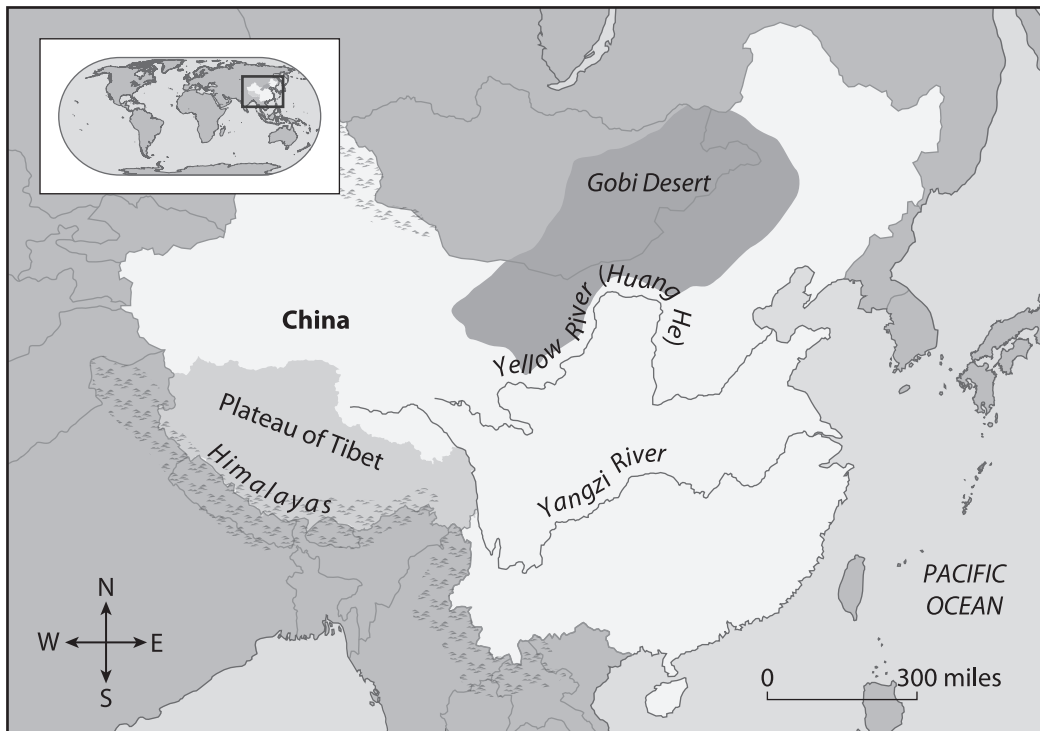 Gobi Desert
Yellow River (Huang He)
China
Plateau of Tibet
Himalayas
Yangzi River
PACIFIC
OCEAN
N
W E
S
0 300 miles